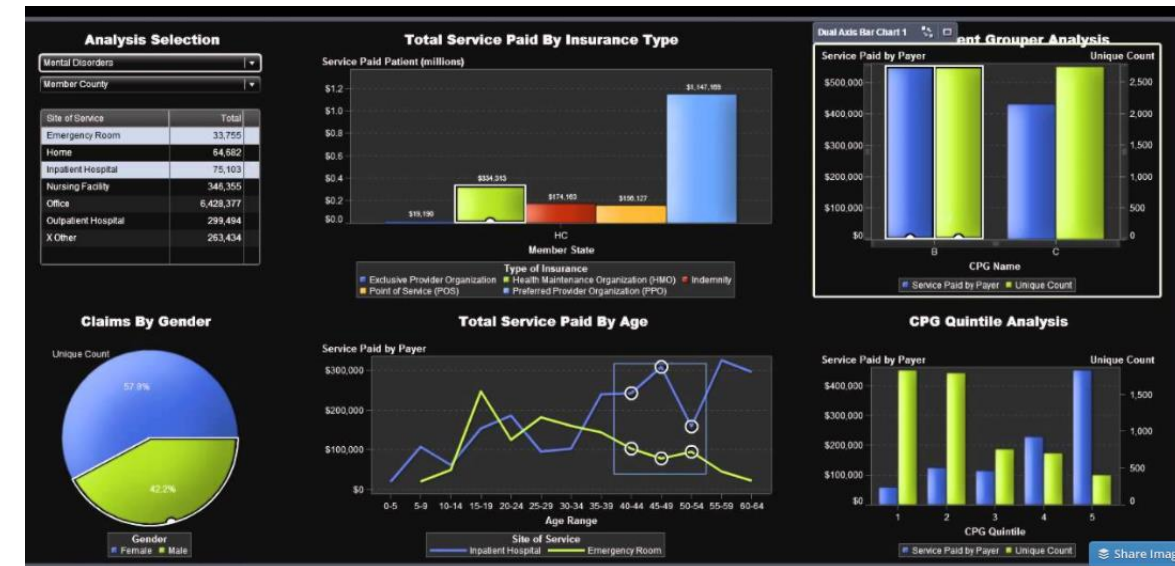 Analysis Selection
Mental Disorders
Member County
Site of Service Total
Emergency Room 33,755
Home 64,682
Inpatient Hospital 75,103
Nursing Facility 346,355
Office 6,428,377
Outpatient Hospital 299,494
X Other 263,434
Total Service Paid By Insurance Type
Service Paid Patient (millions)
$1.2
$1.0
$0.8
$0.6
$0.4
$0.2
$0.0
$19,190
$334,313
$174,163
$1,147,169
HC
Member State
Type of Insurance
Exclusive Provider Organization Health Maintenance Organization (HMO) Indemnity
Point of Service (POS) Preferred Provider Organization (PPO)
Dual Axis Bar Chart 1
ent Grouper Analysis
Service Paid by Payer Unique Count
$500,000 2,500
$400,000 2,000
$300,000 1,500
$200,000 1,000
$100,000 500
$0 0
B C
CPG Name
Service Paid by Payer Unique Count
Claims By Gender
Unique Count
57.9%
42.2%
Gender
Female Male
Total Service Paid By Age
Service Paid by Payer
$300,000
$200,000
$100,000
$0
0-5 5-9 10-14 15-19 20-24 25-29 30-34 35-39 40-44 45-49 50-54 55-59 60-64
Age Range
Site of Service
Inpatient Hospital Emergency Room
CPG Quintile Analysis
Service Paid by Payer Unique Count
$400,000
$300,000
$200,000
$100,000
$0
1,500
1,000
500
0
1 2 3 4 5
CPG Quintile
Service Paid by Payer Unique Count
Share Imag